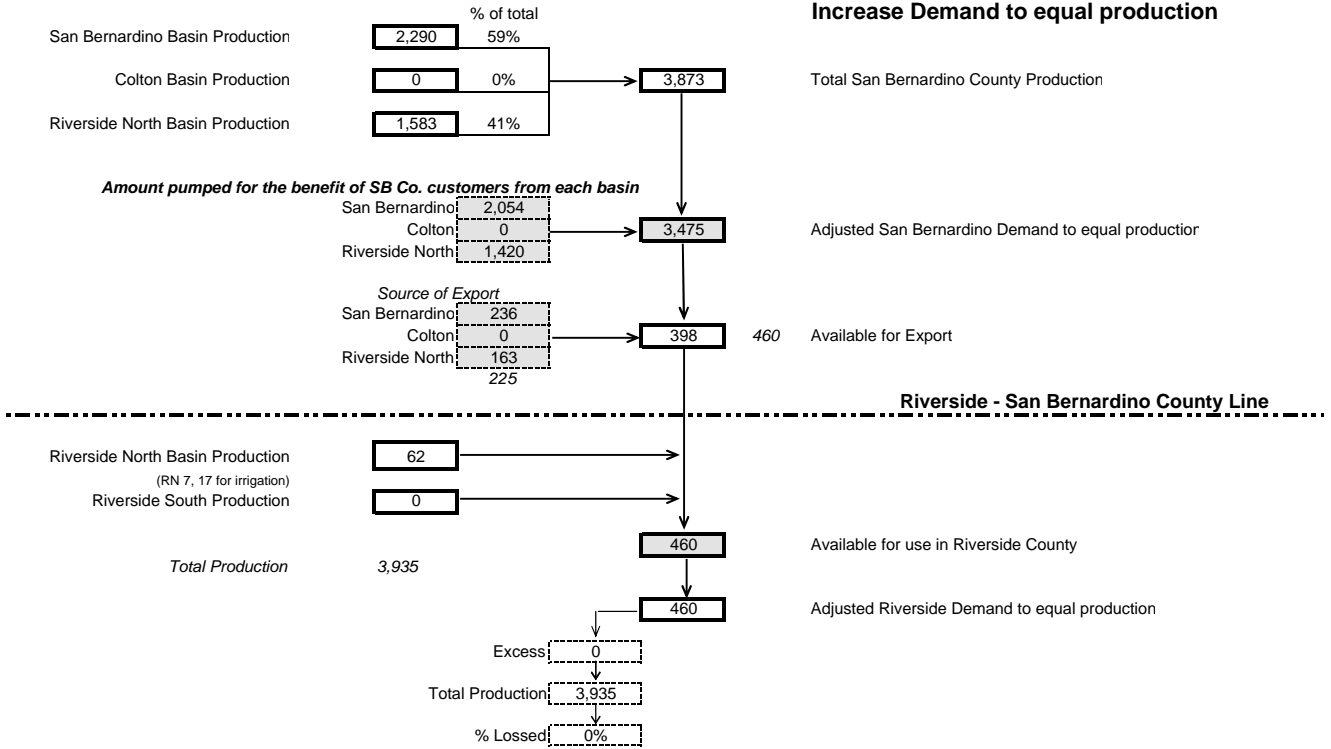 % of total
Increase Demand to equal production
San Bernardino Basin Production 2,290 59%
Colton Basin Production 0 0% 3,873 Total San Bernardino County Production
Riverside North Basin Production 1,583 41%
Amount pumped for the benefit of SB Co. customers from each basin
San Bernardino 2,054
Colton 0 3,475 Adjusted San Bernardino Demand to equal production
Riverside North 1,420
Source of Export
San Bernardino 236
Colton 0 398 460 Available for Export
Riverside North 163
225
Riverside - San Bernardino County Line
Riverside North Basin Production 62
(RN 7, 17 for irrigation)
Riverside South Production 0
460 Available for use in Riverside County
Total Production 3,935
460 Adjusted Riverside Demand to equal production
Excess 0
Total Production 3,935
% Lossed 0%